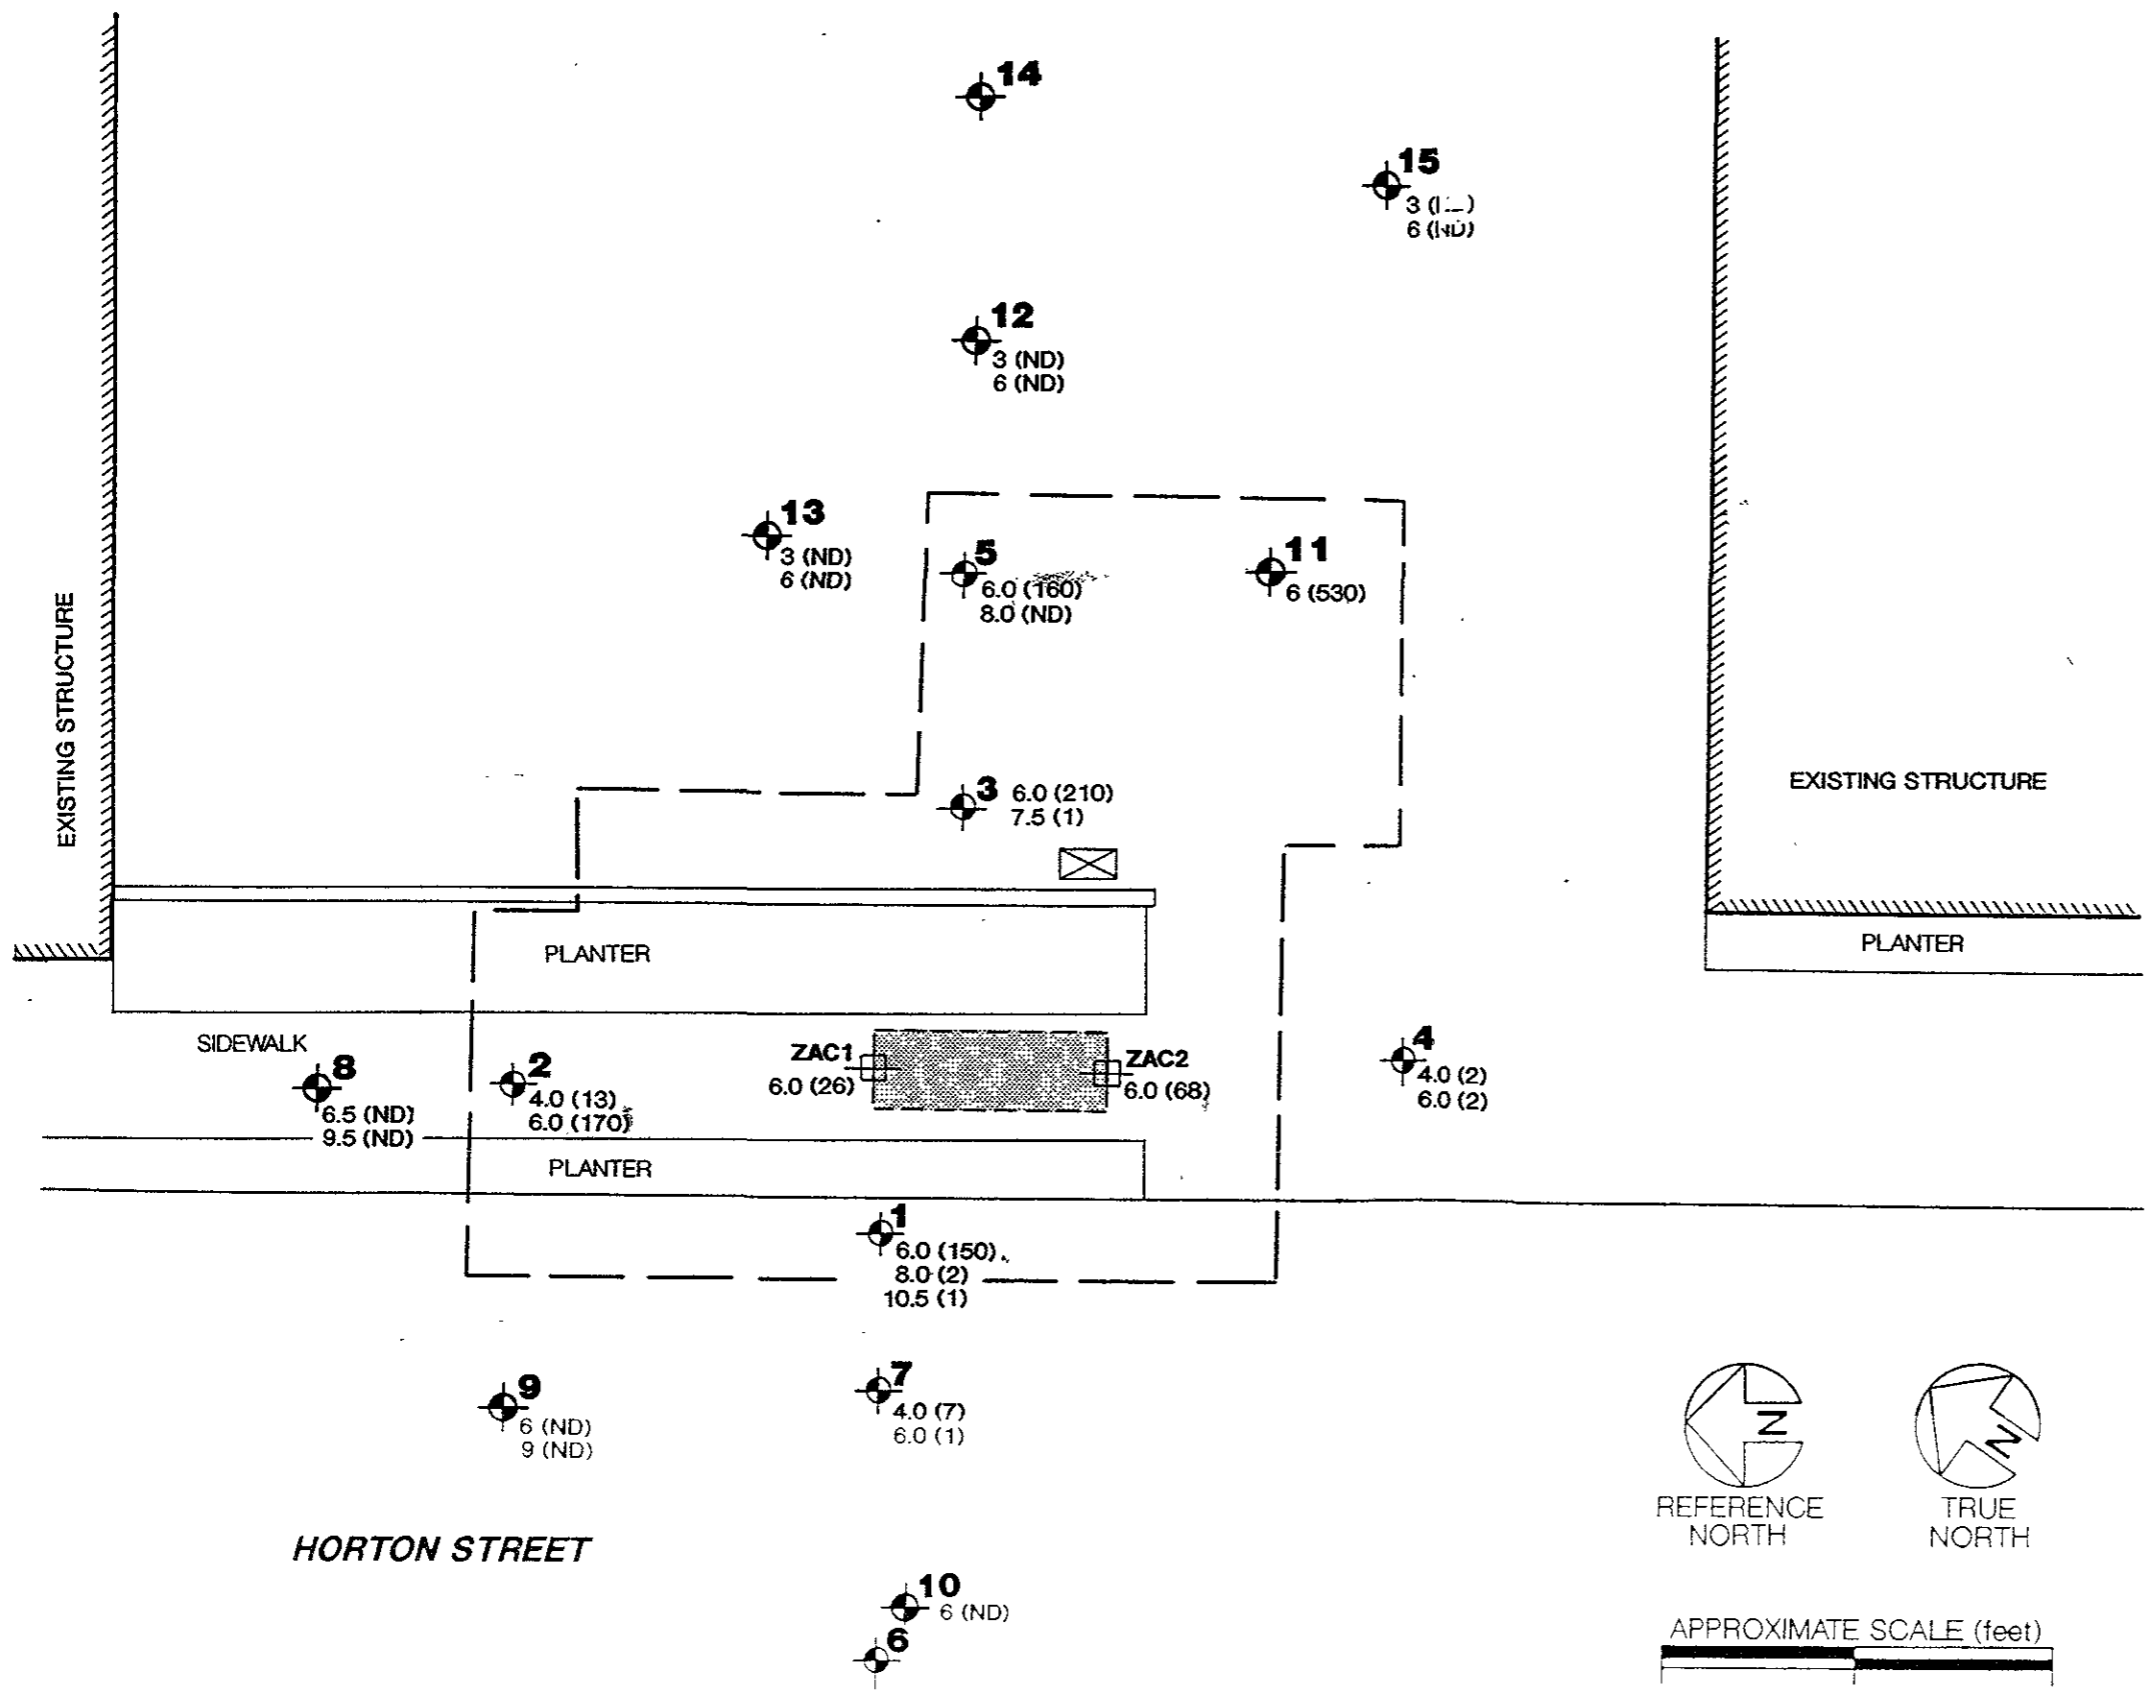 14
15
3
6 (ND)
12
3 (ND)
6 (ND)
13
3 (ND)
6 (ND)
5
6.0 (160)
8.0 (ND)
11
6 (530)
EXISTING STRUCTURE
3
6.0 (210)
7.5 (1)
EXISTING STRUCTURE
PLANTER
PLANTER
SIDEWALK
8
6.5 (ND)
9.5 (ND)
2
4.0 (13)
6.0 (170)
ZAC1
6.0 (26)
ZAC2
6.0 (68)
4
4.0 (2)
6.0 (2)
PLANTER
1
6.0 (150)
8.0 (2)
10.5 (1)
9
6 (ND)
9 (ND)
7
4.0 (7)
6.0 (1)
N
REFERENCE
NORTH
N
TRUE
NORTH
HORTON STREET
10
6 (ND)
6
APPROXIMATE SCALE (feet)